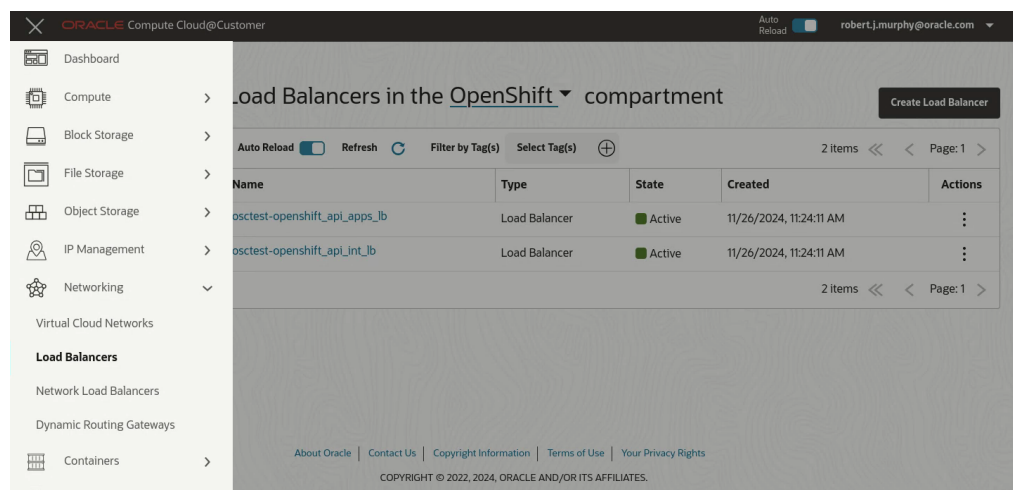 ORACLE Compute Cloud@Customer
Auto Reload
robert.j.murphy@oracle.com
Dashboard
Compute
Block Storage
File Storage
Object Storage
IP Management
Networking
Virtual Cloud Networks
Load Balancers
Network Load Balancers
Dynamic Routing Gateways
Containers
Load Balancers in the OpenShift compartment
Create Load Balancer
Auto Reload Refresh Filter by Tag(s) Select Tag(s) 2 items Page: 1
Name Type State Created Actions
osctest-openshift_api_apps_lb Load Balancer Active 11/26/2024, 11:24:11 AM
osctest-openshift_api_int_lb Load Balancer Active 11/26/2024, 11:24:11 AM
2 items Page: 1
About Oracle | Contact Us | Copyright Information | Terms of Use | Your Privacy Rights
COPYRIGHT © 2022, 2024, ORACLE AND/OR ITS AFFILIATES.